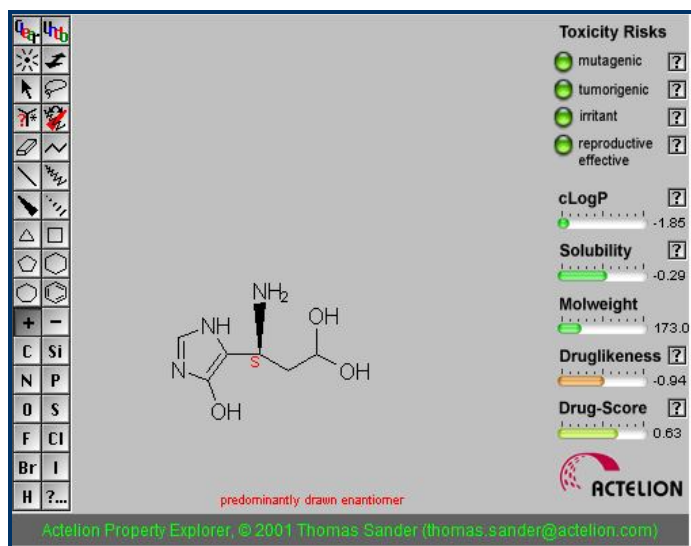 Clear Undo
Toxicity Risks
mutagenic ?
tumorigenic ?
irritant ?
reproductive ?
effective
cLogP ?
-1.85
Solubility ?
-0.29
Molweight
173.0
Druglikeness ?
-0.94
Drug-Score ?
0.63
ACTELION
?
*
+ −
C Si
N P
O S
F Cl
Br I
H ?...
NH2
NH
OH
S
N
OH
OH
predominantly drawn enantiomer
Actelion Property Explorer, © 2001 Thomas Sander (thomas.sander@actelion.com)